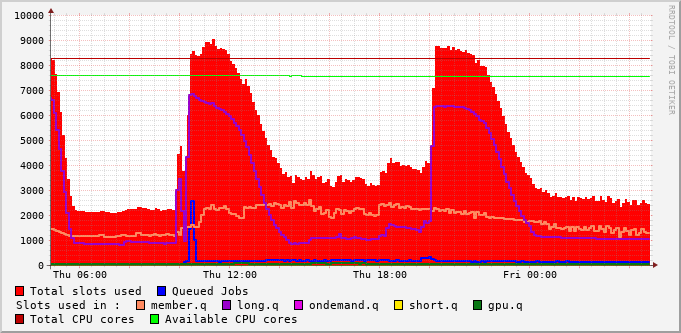 10000
9000
8000
7000
6000
5000
4000
3000
2000
1000
0
Thu 06:00 Thu 12:00 Thu 18:00 Fri 00:00
RRDTOOL / TOBI OETIKER
Total slots used Queued Jobs
Slots used in : member.q long.q ondemand.q short.q gpu.q
Total CPU cores Available CPU cores